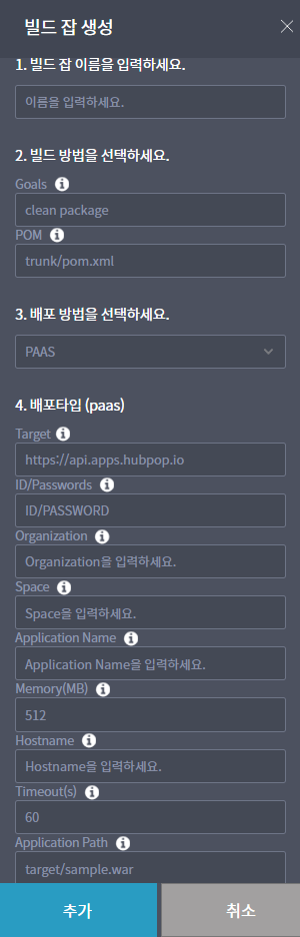 빌드 잡 생성
1. 빌드 잡 이름을 입력하세요.
이름을 입력하세요.
2. 빌드 방법을 선택하세요.
Goals
clean package
POM
trunk/pom.xml
3. 배포 방법을 선택하세요.
PAAS
4. 배포타입 (paas)
Target
https://api.apps.hubpop.io
ID/Passwords
ID/PASSWORD
Organization
Organization을 입력하세요.
Space
Space을 입력하세요.
Application Name
Application Name을 입력하세요.
Memory(MB)
512
Hostname
Hostname을 입력하세요.
Timeout(s)
60
Application Path
target/sample.war
추가 취소